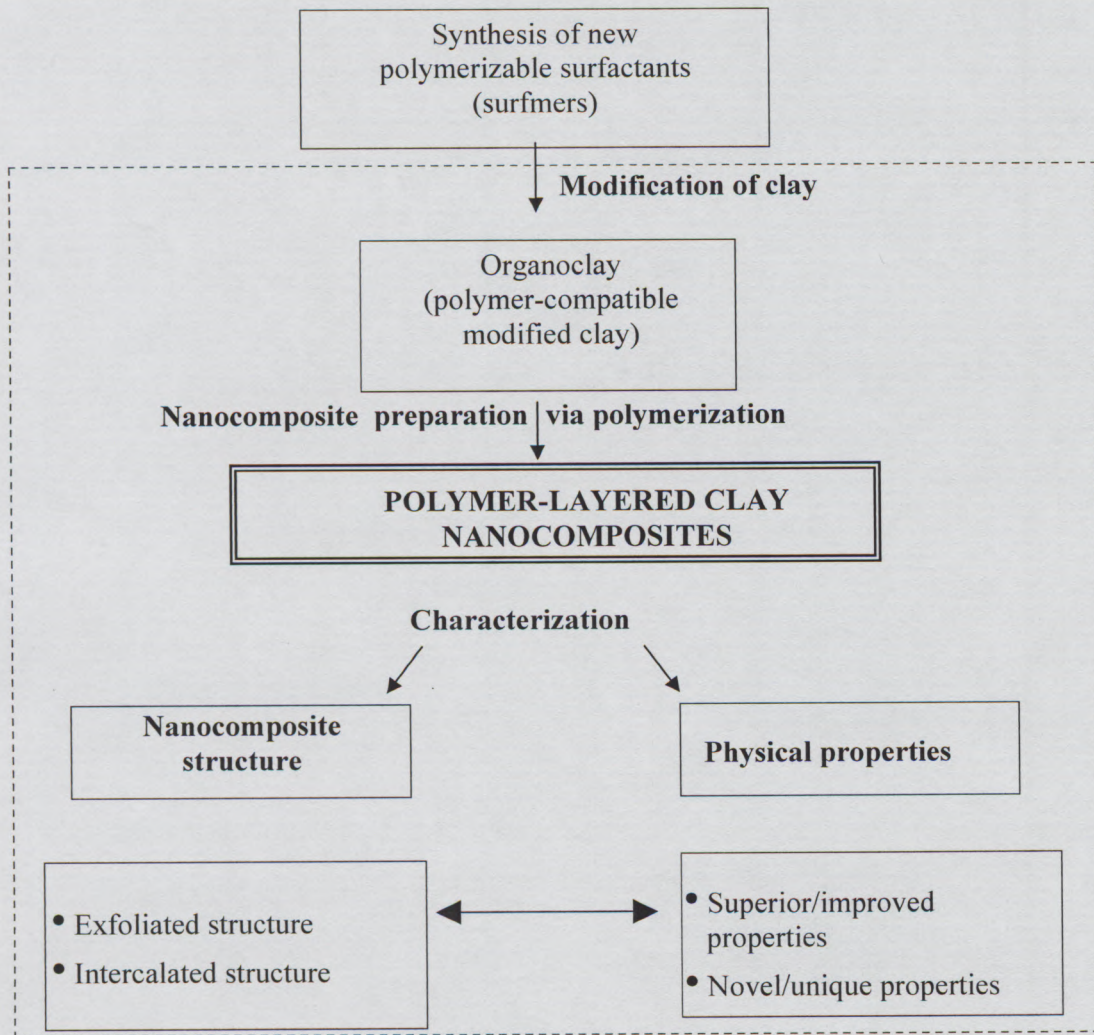 Synthesis of new
polymerizable surfactants
(surfmers)
Modification of clay
Organoclay
(polymer-compatible
modified clay)
Nanocomposite preparation via polymerization
POLYMER-LAYERED CLAY
NANOCOMPOSITES
Characterization
Nanocomposite
structure
Physical properties
• Exfoliated structure
• Intercalated structure
• Superior/improved
properties
• Novel/unique properties